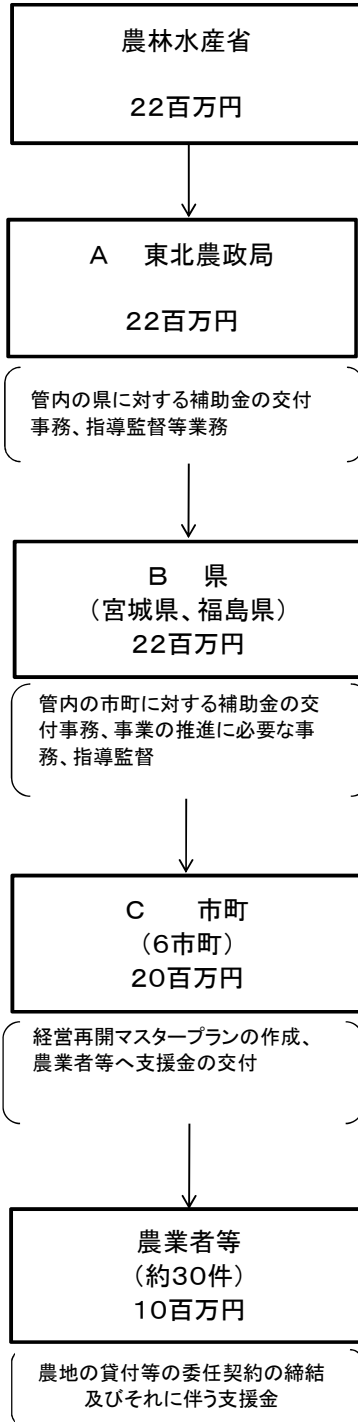 農林水産省
22百万円
A 東北農政局
22百万円
管内の県に対する補助金の交付
事務、指導監督等業務
B 県
(宮城県、福島県)
22百万円
管内の市町に対する補助金の交
付事務、事業の推進に必要な事
務、指導監督
C 市町
(6市町)
20百万円
経営再開マスタープランの作成、
農業者等へ支援金の交付
農業者等
(約30件)
10百万円
農地の貸付等の委任契約の締結
及びそれに伴う支援金